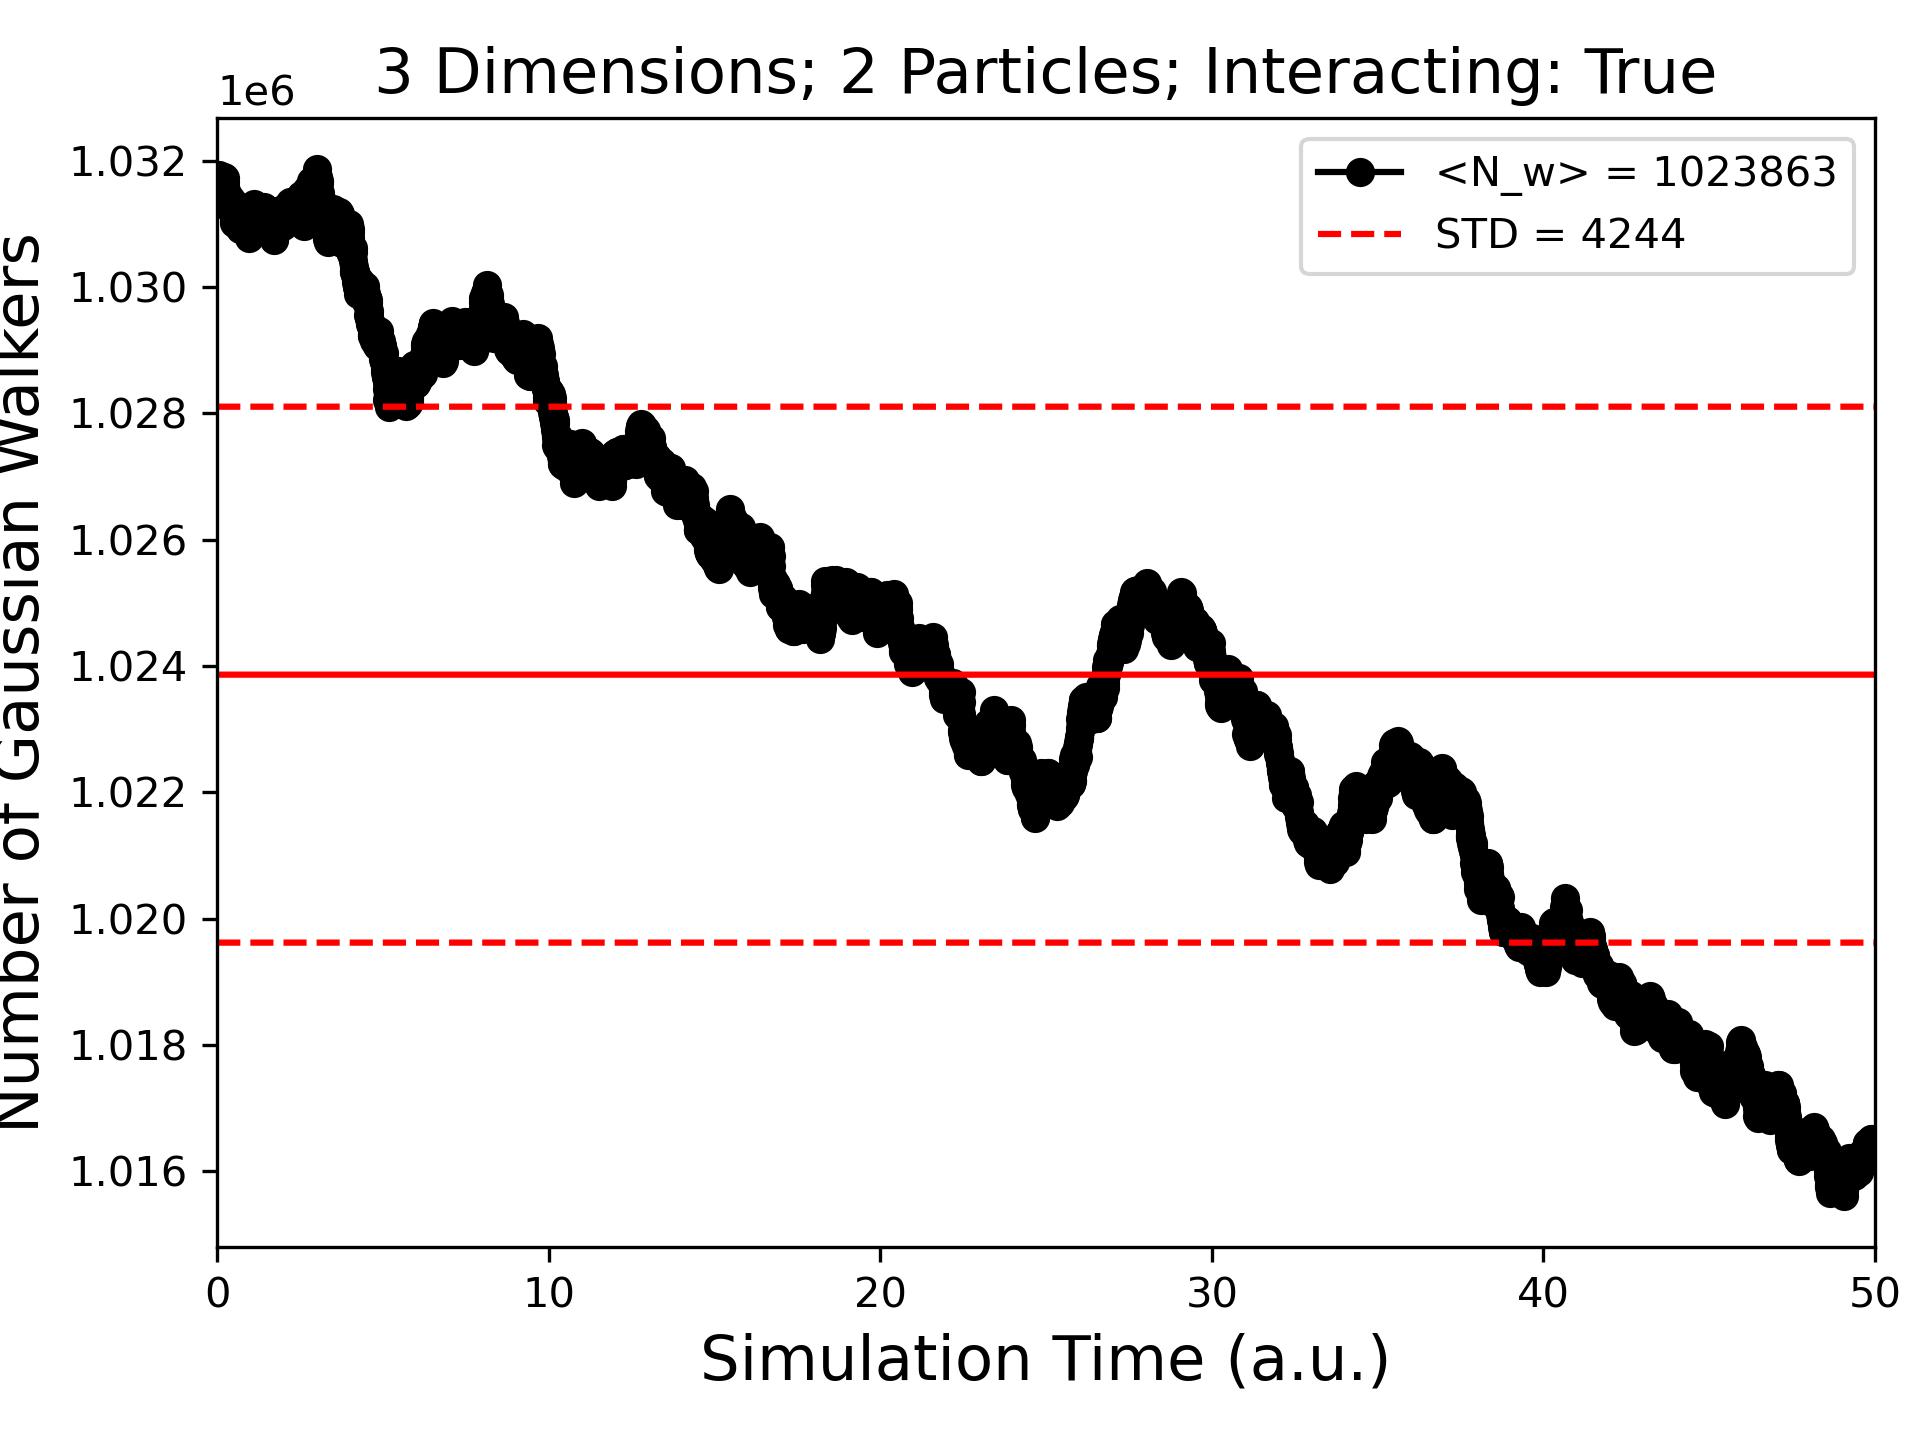 3 Dimensions; 2 Particles; Interacting: True
1e6
<N_w> = 1023863
STD = 4244
Number of Gaussian Walkers
1.032
1.030
1.028
1.026
1.024
1.022
1.020
1.018
1.016
0 10 20 30 40 50
Simulation Time (a.u.)